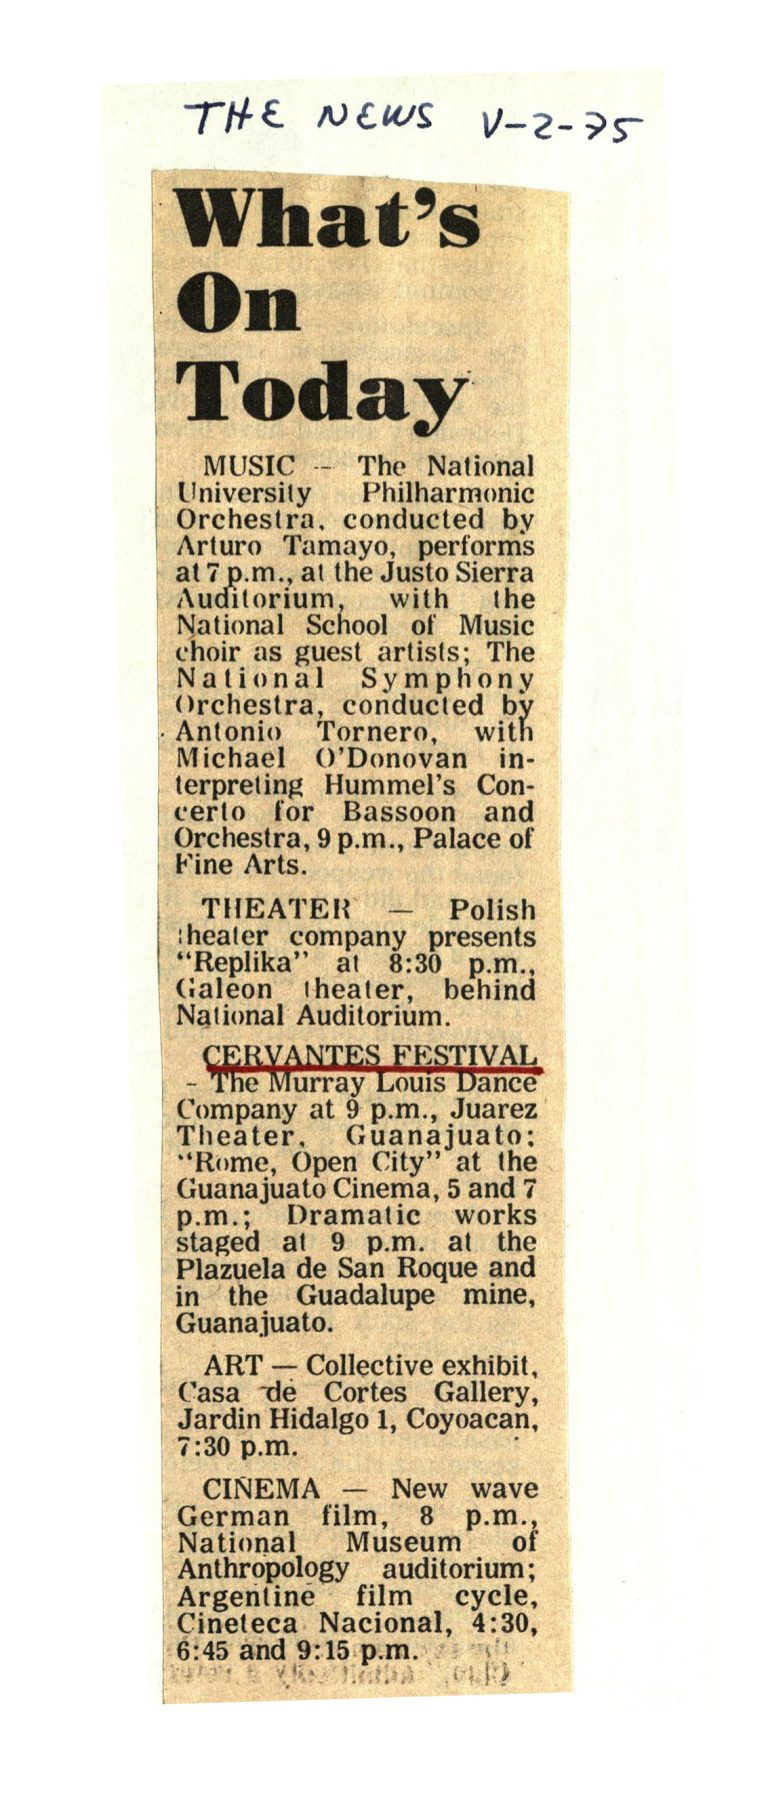 THE NEWS V-2-75
What's
On
Today
MUSIC -- The National
University Philharmonic
Orchestra, conducted by
Arturo Tamayo, performs
at 7 p.m., at the Justo Sierra
Auditorium, with the
National School of Music
choir as guest artists; The
National Symphony
Orchestra, conducted by
Antonio Tornero, with
Michael O'Donovan in-
terpreting Hummel's Con-
certo for Bassoon and
Orchestra, 9 p.m., Palace of
Fine Arts.
THEATER — Polish
theater company presents
“Replika” at 8:30 p.m.,
Galeon theater, behind
National Auditorium.
CERVANTES FESTIVAL
- The Murray Louis Dance
Company at 9 p.m., Juarez
Theater, Guanajuato;
“Rome, Open City” at the
Guanajuato Cinema, 5 and 7
p.m.; Dramatic works
staged at 9 p.m. at the
Plazuela de San Roque and
in the Guadalupe mine,
Guanajuato.
ART — Collective exhibit,
Casa de Cortes Gallery,
Jardin Hidalgo 1, Coyoacan,
7:30 p.m.
CINEMA — New wave
German film, 8 p.m.,
National Museum of
Anthropology auditorium;
Argentine film cycle,
Cineteca Nacional, 4:30,
6:45 and 9:15 p.m.